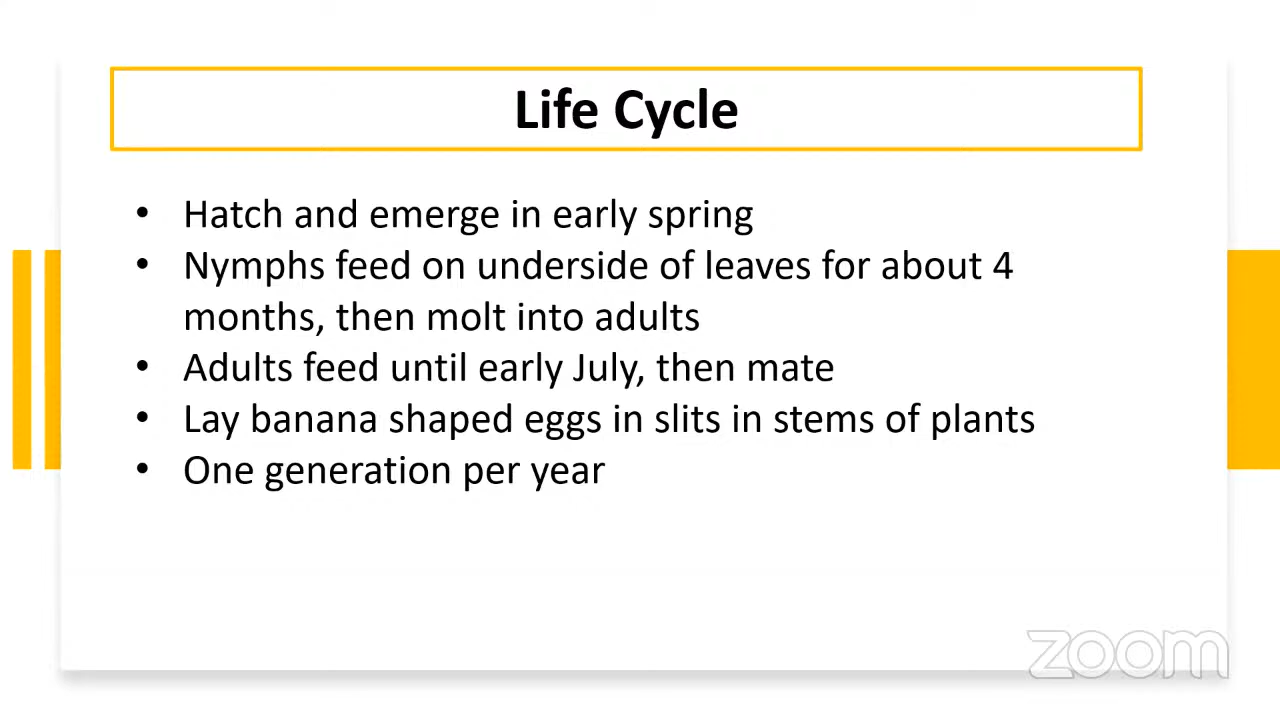 Life Cycle
• Hatch and emerge in early spring
• Nymphs feed on underside of leaves for about 4
months, then molt into adults
• Adults feed until early July, then mate
• Lay banana shaped eggs in slits in stems of plants
• One generation per year
zoom